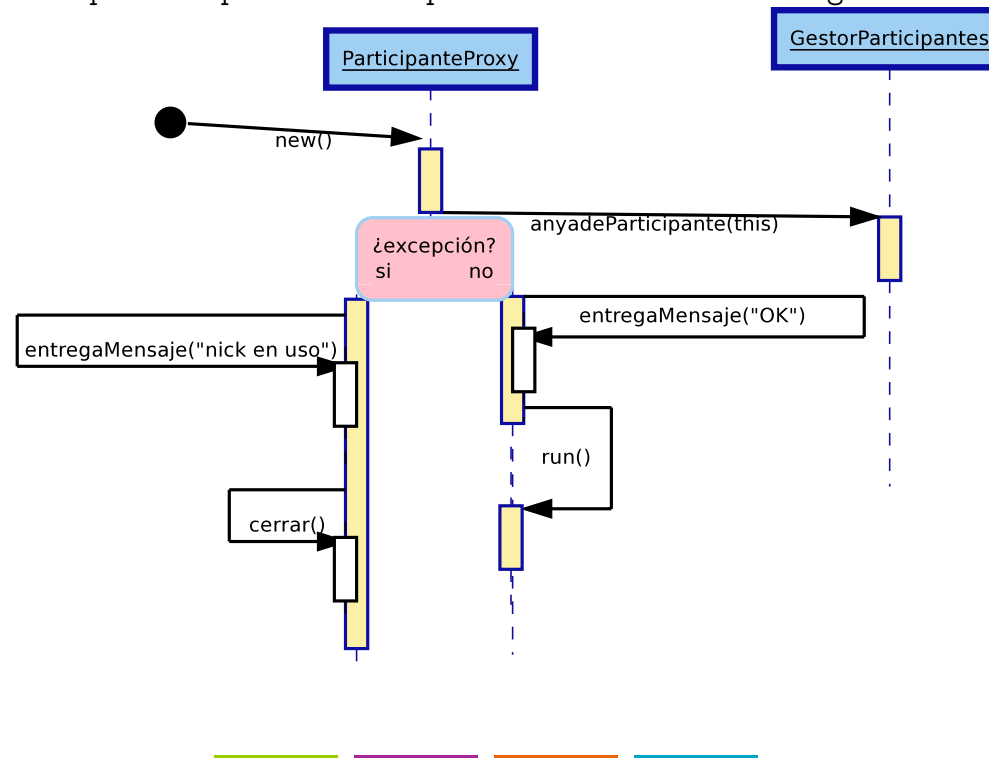 GestorParticipantes
ParticipanteProxy
new()
anyadeParticipante(this)
¿excepción?
si no
entregaMensaje("OK")
entregaMensaje("nick en uso")
run()
cerrar()